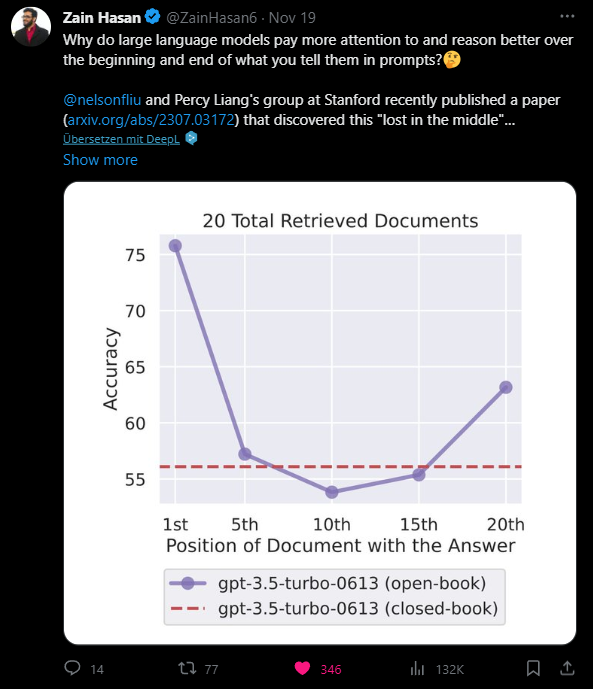 Zain Hasan @ZainHasan6 · Nov 19
Why do large language models pay more attention to and reason better over
the beginning and end of what you tell them in prompts?🤔
@nelsonfliu and Percy Liang's group at Stanford recently published a paper
(arxiv.org/abs/2307.03172) that discovered this "lost in the middle"...
Übersetzen mit DeepL
Show more
20 Total Retrieved Documents
Accuracy
75
70
65
60
55
1st 5th 10th 15th 20th
Position of Document with the Answer
gpt-3.5-turbo-0613 (open-book)
gpt-3.5-turbo-0613 (closed-book)
14 77 346 132K